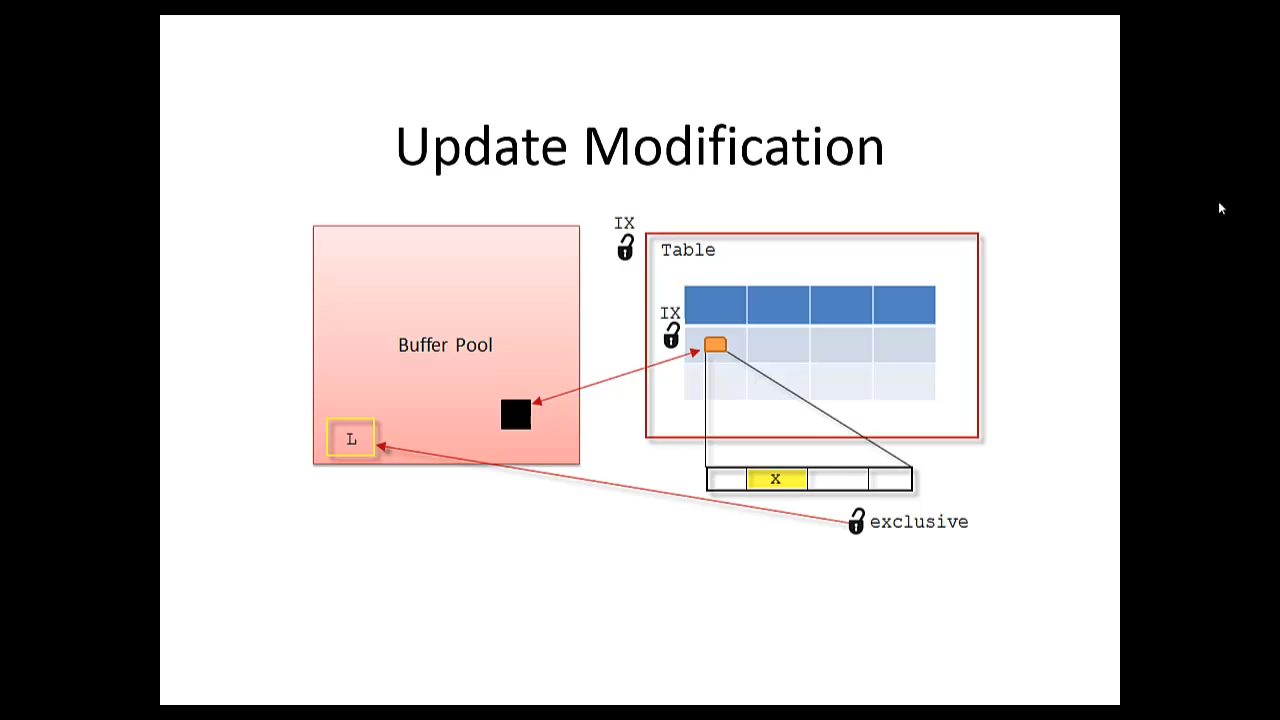 Update Modification
IX
Table
IX
Buffer Pool
L
X
exclusive